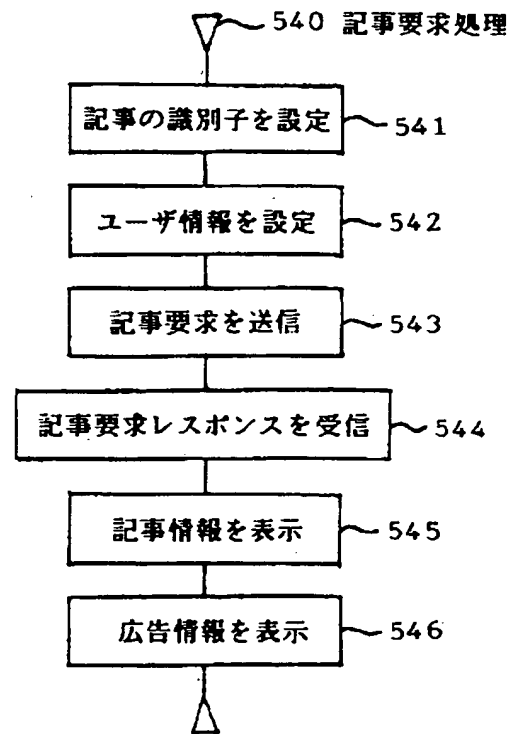 540 記事要求処理
記事の識別子を設定 541
ユーザ情報を設定 542
記事要求を送信 543
記事要求レスポンスを受信 544
記事情報を表示 545
広告情報を表示 546